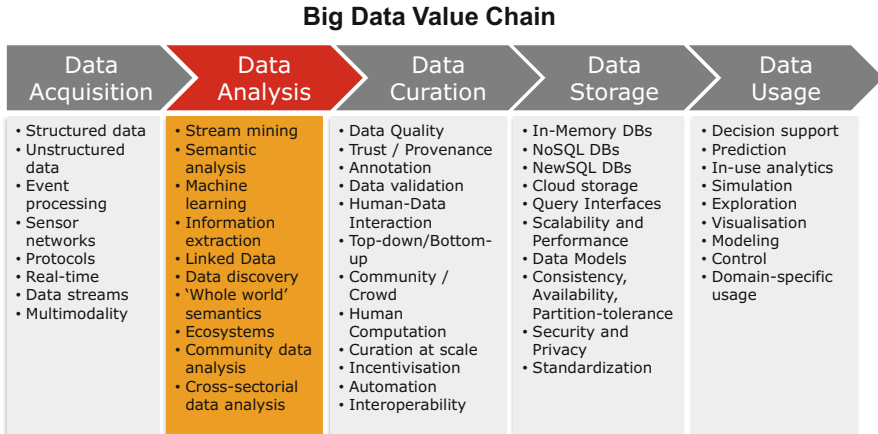 Big Data Value Chain
Data
Acquisition
• Structured data
• Unstructured
data
• Event
processing
• Sensor
networks
• Protocols
• Real-time
• Data streams
• Multimodality
Data
Analysis
• Stream mining
• Semantic
analysis
• Machine
learning
• Information
extraction
• Linked Data
• Data discovery
• ‘Whole world’
semantics
• Ecosystems
• Community data
analysis
• Cross-sectorial
data analysis
Data
Curation
• Data Quality
• Trust / Provenance
• Annotation
• Data validation
• Human-Data
Interaction
• Top-down/Bottom-
up
• Community /
Crowd
• Human
Computation
• Curation at scale
• Incentivisation
• Automation
• Interoperability
Data
Storage
• In-Memory DBs
• NoSQL DBs
• NewSQL DBs
• Cloud storage
• Query Interfaces
• Scalability and
Performance
• Data Models
• Consistency,
Availability,
Partition-tolerance
• Security and
Privacy
• Standardization
Data
Usage
• Decision support
• Prediction
• In-use analytics
• Simulation
• Exploration
• Visualisation
• Modeling
• Control
• Domain-specific
usage